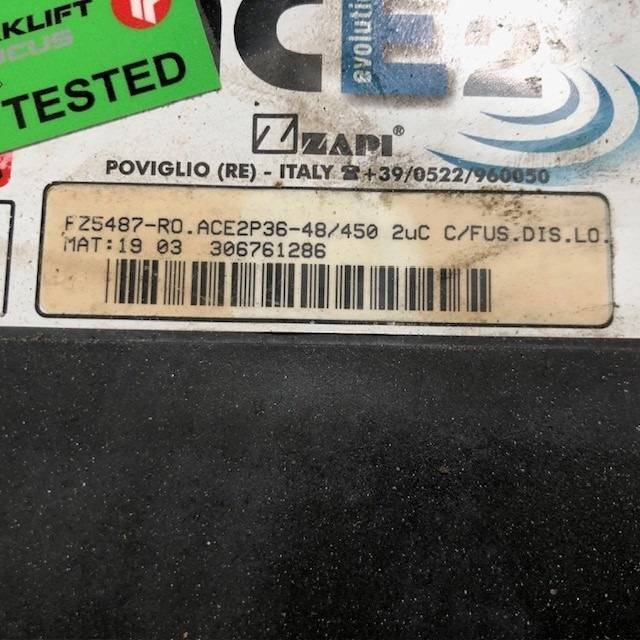 KLIFT
CUS
TESTED
evoluti
CE2
ZAPI®
POVIGLIO (RE) - ITALY ☎+39/0522/960050
FZ5487-RO.ACE2P36-48/450 2uC C/FUS.DIS.LO.
MAT:19 03 306761286